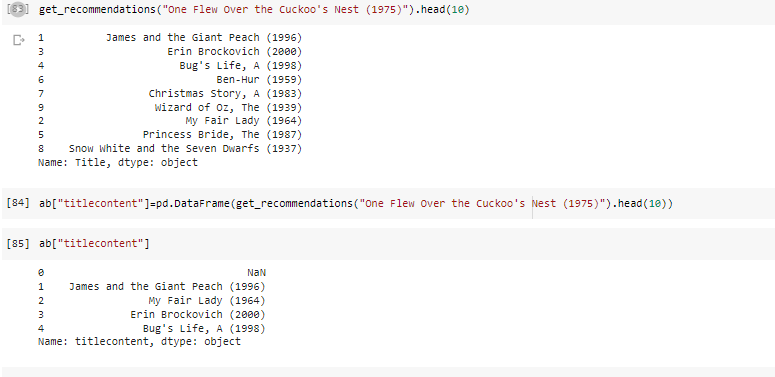 [83] get_recommendations("One Flew Over the Cuckoo's Nest (1975)").head(10)
1 James and the Giant Peach (1996)
3 Erin Brockovich (2000)
4 Bug's Life, A (1998)
6 Ben-Hur (1959)
7 Christmas Story, A (1983)
9 Wizard of Oz, The (1939)
2 My Fair Lady (1964)
5 Princess Bride, The (1987)
8 Snow White and the Seven Dwarfs (1937)
Name: Title, dtype: object
[84] ab["titlecontent"]=pd.DataFrame(get_recommendations("One Flew Over the Cuckoo's Nest (1975)").head(10))
[85] ab["titlecontent"]
0 NaN
1 James and the Giant Peach (1996)
2 My Fair Lady (1964)
3 Erin Brockovich (2000)
4 Bug's Life, A (1998)
Name: titlecontent, dtype: object